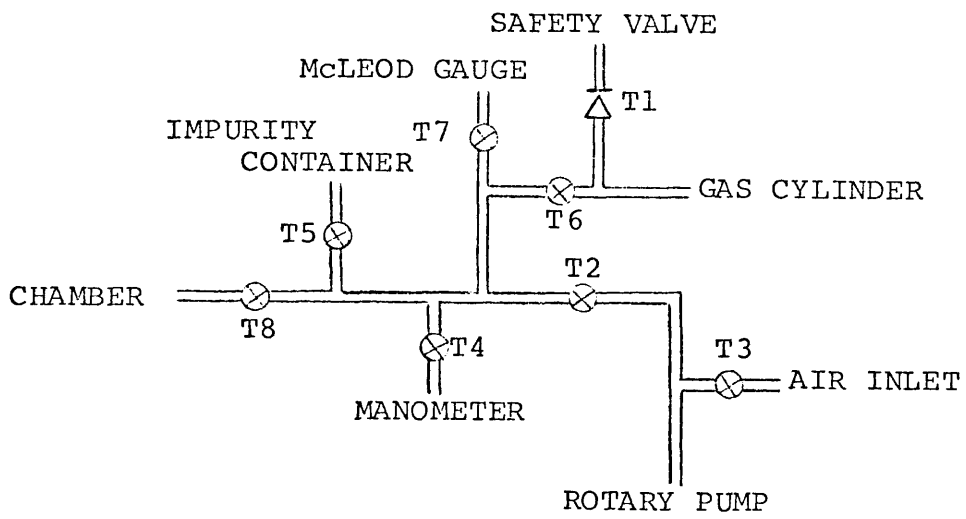 SAFETY VALVE
McLEOD GAUGE
T1
T7
IMPURITY
CONTAINER
GAS CYLINDER
T6
T5
T2
CHAMBER
T8
T4
T3
AIR INLET
MANOMETER
ROTARY PUMP